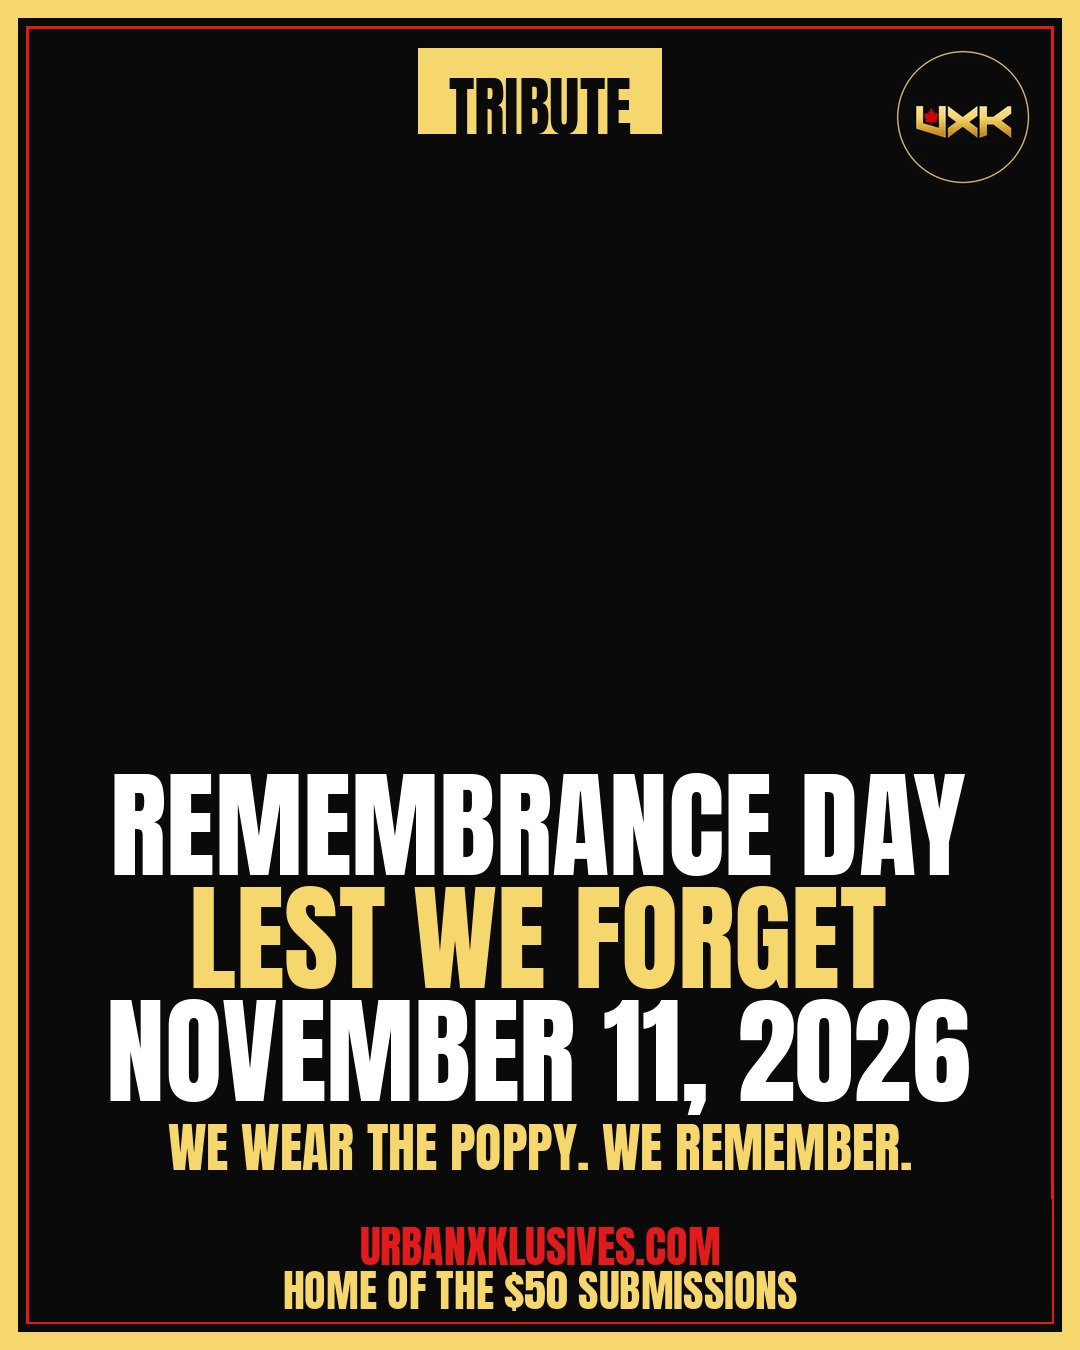 TRIBUTE
UXK
REMEMBRANCE DAY
LEST WE FORGET
NOVEMBER 11, 2026
WE WEAR THE POPPY. WE REMEMBER.
URBANXKLUSIVES.COM
HOME OF THE $50 SUBMISSIONS